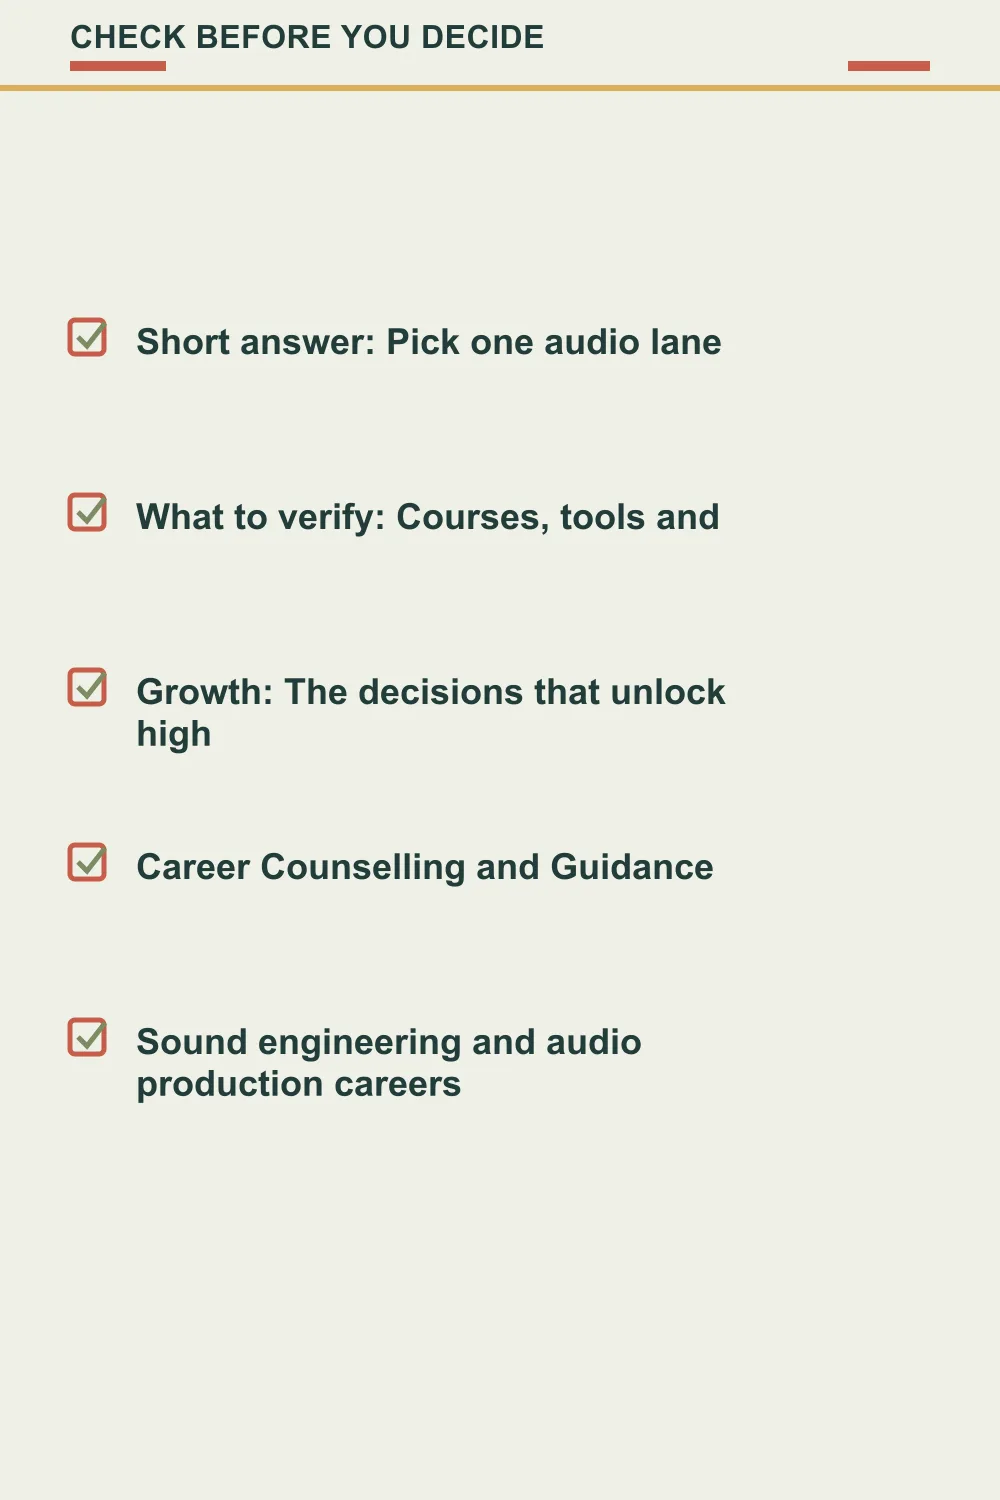 CHECK BEFORE YOU DECIDE
Short answer: Pick one audio lane
What to verify: Courses, tools and
Growth: The decisions that unlock
high
Career Counselling and Guidance
Sound engineering and audio
production careers